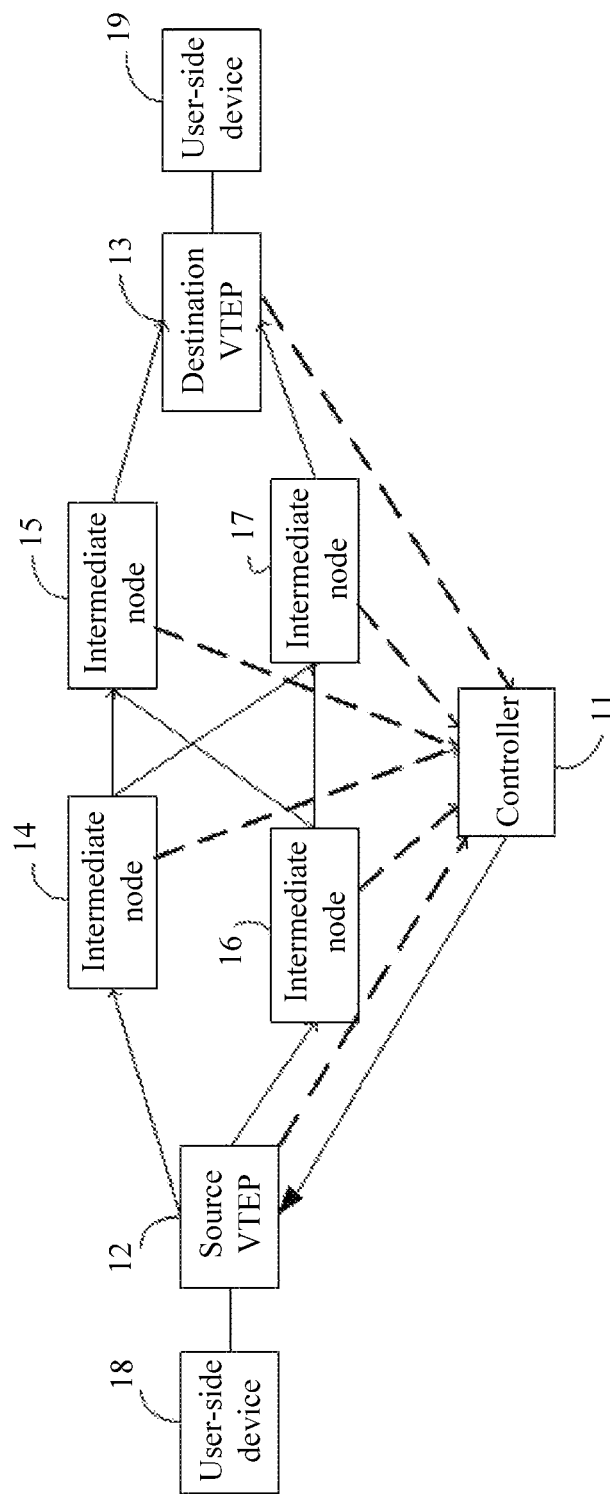 18
User-side
device
12
Source
VTEP
14
Intermediate
node
16
Intermediate
node
15
Intermediate
node
17
Intermediate
node
13
Destination
VTEP
19
User-side
device
Controller
11